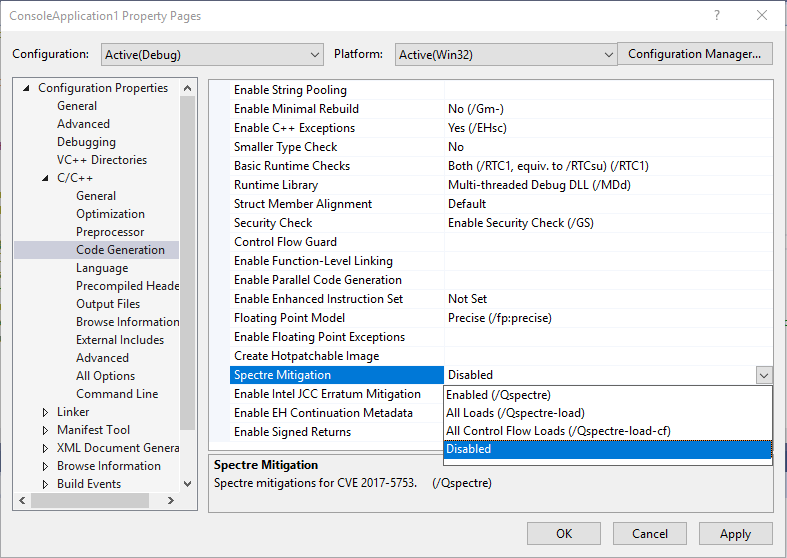 ConsoleApplication1 Property Pages
?
Configuration: Active(Debug) Platform: Active(Win32) Configuration Manager...
Configuration Properties
General
Advanced
Debugging
VC++ Directories
C/C++
General
Optimization
Preprocessor
Code Generation
Language
Precompiled Heade
Output Files
Browse Information
External Includes
Advanced
All Options
Command Line
Linker
Manifest Tool
XML Document Genera
Browse Information
Build Events
Enable String Pooling
Enable Minimal Rebuild No (/Gm-)
Enable C++ Exceptions Yes (/EHsc)
Smaller Type Check No
Basic Runtime Checks Both (/RTC1, equiv. to /RTCsu) (/RTC1)
Runtime Library Multi-threaded Debug DLL (/MDd)
Struct Member Alignment Default
Security Check Enable Security Check (/GS)
Control Flow Guard
Enable Function-Level Linking
Enable Parallel Code Generation
Enable Enhanced Instruction Set Not Set
Floating Point Model Precise (/fp:precise)
Enable Floating Point Exceptions
Create Hotpatchable Image
Spectre Mitigation Disabled
Enable Intel JCC Erratum Mitigation
Enable EH Continuation Metadata
Enable Signed Returns
Enabled (/Qspectre)
All Loads (/Qspectre-load)
All Control Flow Loads (/Qspectre-load-cf)
Disabled
Spectre Mitigation
Spectre mitigations for CVE 2017-5753. (/Qspectre)
OK Cancel Apply